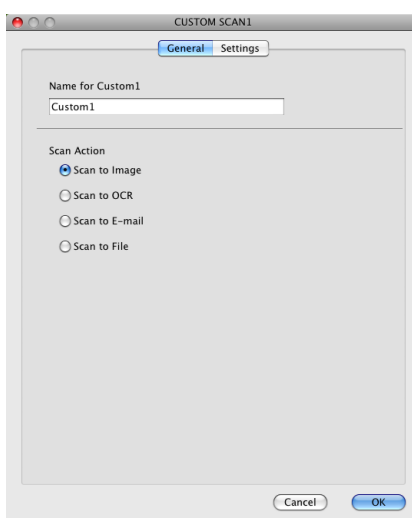 CUSTOM SCAN1
General Settings
Name for Custom1
Custom1
Scan Action
Scan to Image
Scan to OCR
Scan to E-mail
Scan to File
Cancel OK